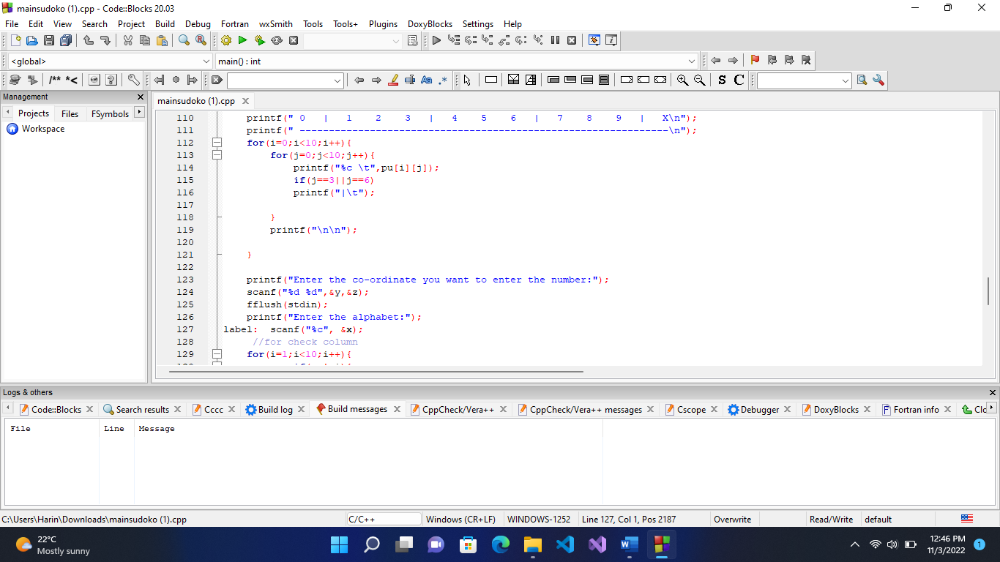 mainsudoko (1).cpp - Code::Blocks 20.03
File Edit View Search Project Build Debug Fortran wxSmith Tools Tools+ Plugins DoxyBlocks Settings Help
<global> main() : int
/** *< Aa .* S C
Management
Projects Files FSymbols
Workspace
mainsudoko (1).cpp
110 printf(" 0 | 1 2 3 | 4 5 6 | 7 8 9 | X\n");
111 printf(" ---------------------------------------------------------------\n");
112 for(i=0;i<10;i++){
113 for(j=0;j<10;j++){
114 printf("%c \t",pu[i][j]);
115 if(j==3||j==6)
116 printf("|\t");
117
118 }
119 printf("\n\n");
120
121 }
122
123 printf("Enter the co-ordinate you want to enter the number:");
124 scanf("%d %d",&y,&z);
125 fflush(stdin);
126 printf("Enter the alphabet:");
127 label: scanf("%c", &x);
128 //for check column
129 for(i=1;i<10;i++){
Logs & others
Code::Blocks Search results Cccc Build log Build messages CppCheck/Vera++ CppCheck/Vera++ messages Cscope Debugger DoxyBlocks Fortran info Clo
File Line Message
C:\Users\Harin\Downloads\mainsudoko (1).cpp C/C++ Windows (CR+LF) WINDOWS-1252 Line 127, Col 1, Pos 2187 Overwrite Read/Write default
22°C
Mostly sunny
12:46 PM
11/3/2022
1